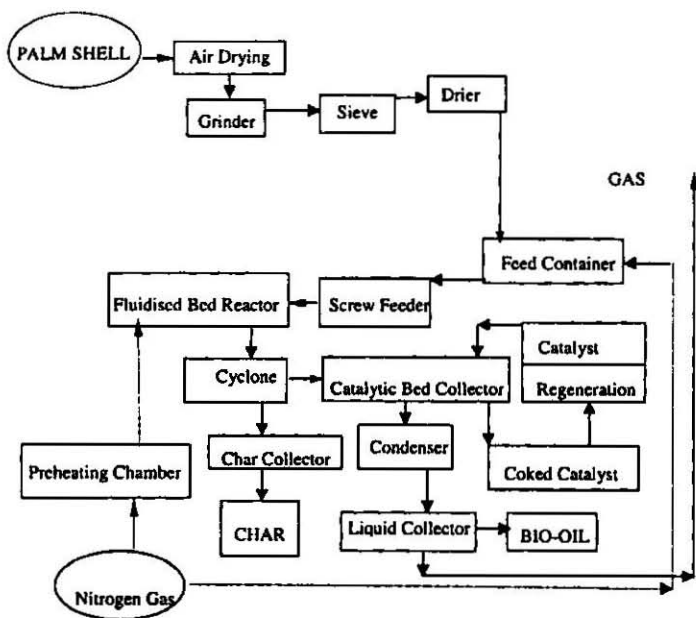 PALM SHELL
Air Drying
Grinder
Sieve
Drier
GAS
Feed Container
Fluidised Bed Reactor
Screw Feeder
Catalyst
Cyclone
Catalytic Bed Collector
Regeneration
Char Collector
Condenser
Preheating Chamber
Coked Catalyst
CHAR
Liquid Collector
BIO-OIL
Nitrogen Gas